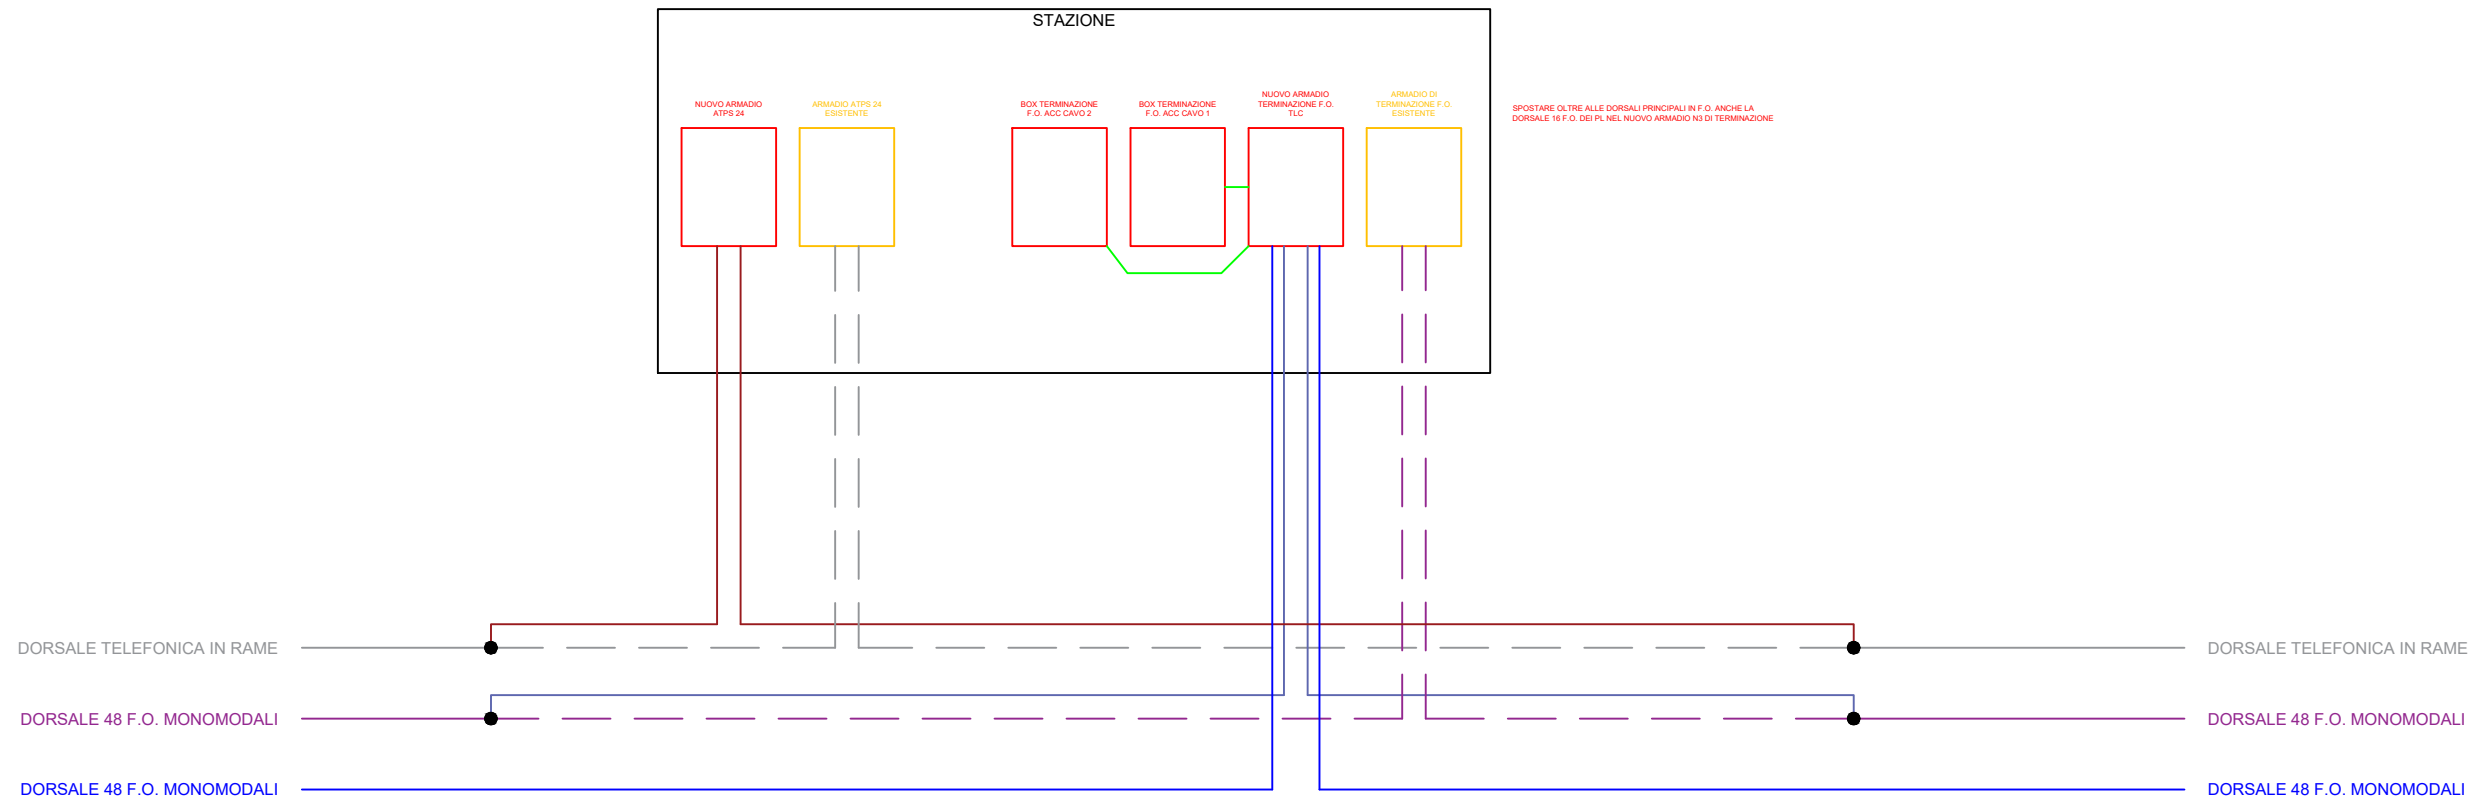 STAZIONE
NUOVO ARMADIO
ATPS 24
ARMADIO ATPS 24
ESISTENTE
BOX TERMINAZIONE
F.O. ACC CAVO 2
BOX TERMINAZIONE
F.O. ACC CAVO 1
NUOVO ARMADIO
TERMINAZIONE F.O.
TLC
ARMADIO DI
TERMINAZIONE F.O.
ESISTENTE
SPOSTARE OLTRE ALLE DORSALI PRINCIPALI IN F.O. ANCHE LA
DORSALE 16 F.O. DEI PL NEL NUOVO ARMADIO N3 DI TERMINAZIONE
DORSALE TELEFONICA IN RAME
DORSALE TELEFONICA IN RAME
DORSALE 48 F.O. MONOMODALI
DORSALE 48 F.O. MONOMODALI
DORSALE 48 F.O. MONOMODALI
DORSALE 48 F.O. MONOMODALI